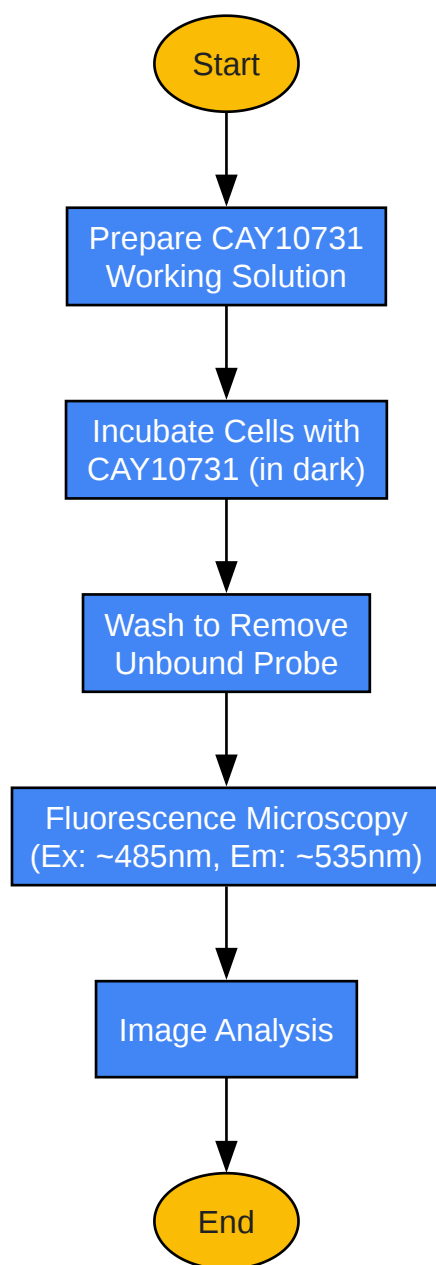 Start
Prepare CAY10731
Working Solution
Incubate Cells with
CAY10731 (in dark)
Wash to Remove
Unbound Probe
Fluorescence Microscopy
(Ex: ~485nm, Em: ~535nm)
Image Analysis
End